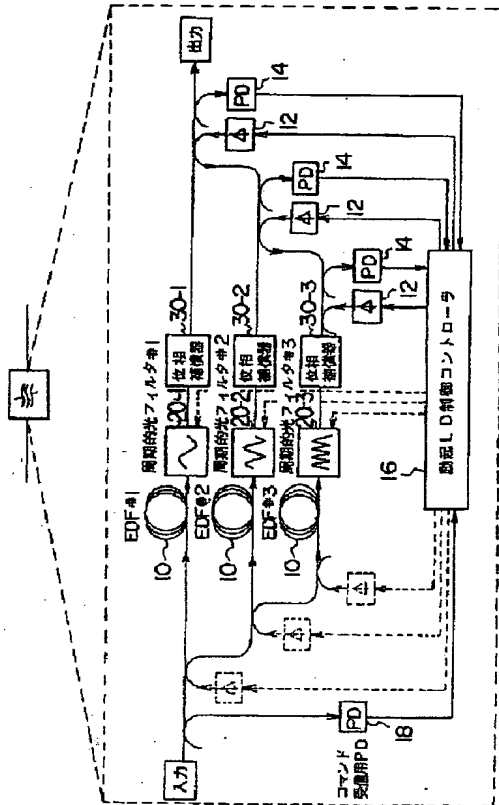 入力
出力
EDF#1
EDF#2
EDF#3
10
10
10
周期的光フィルタ#1
周期的光フィルタ#2
周期的光フィルタ#3
20-1
20-2
20-3
位相
補償器
位相
補償器
位相
補償器
30-1
30-2
30-3
PD
14
12
PD
14
12
PD
14
12
コマンド
受信用PD
PD
18
16
励起LD制御コントローラ